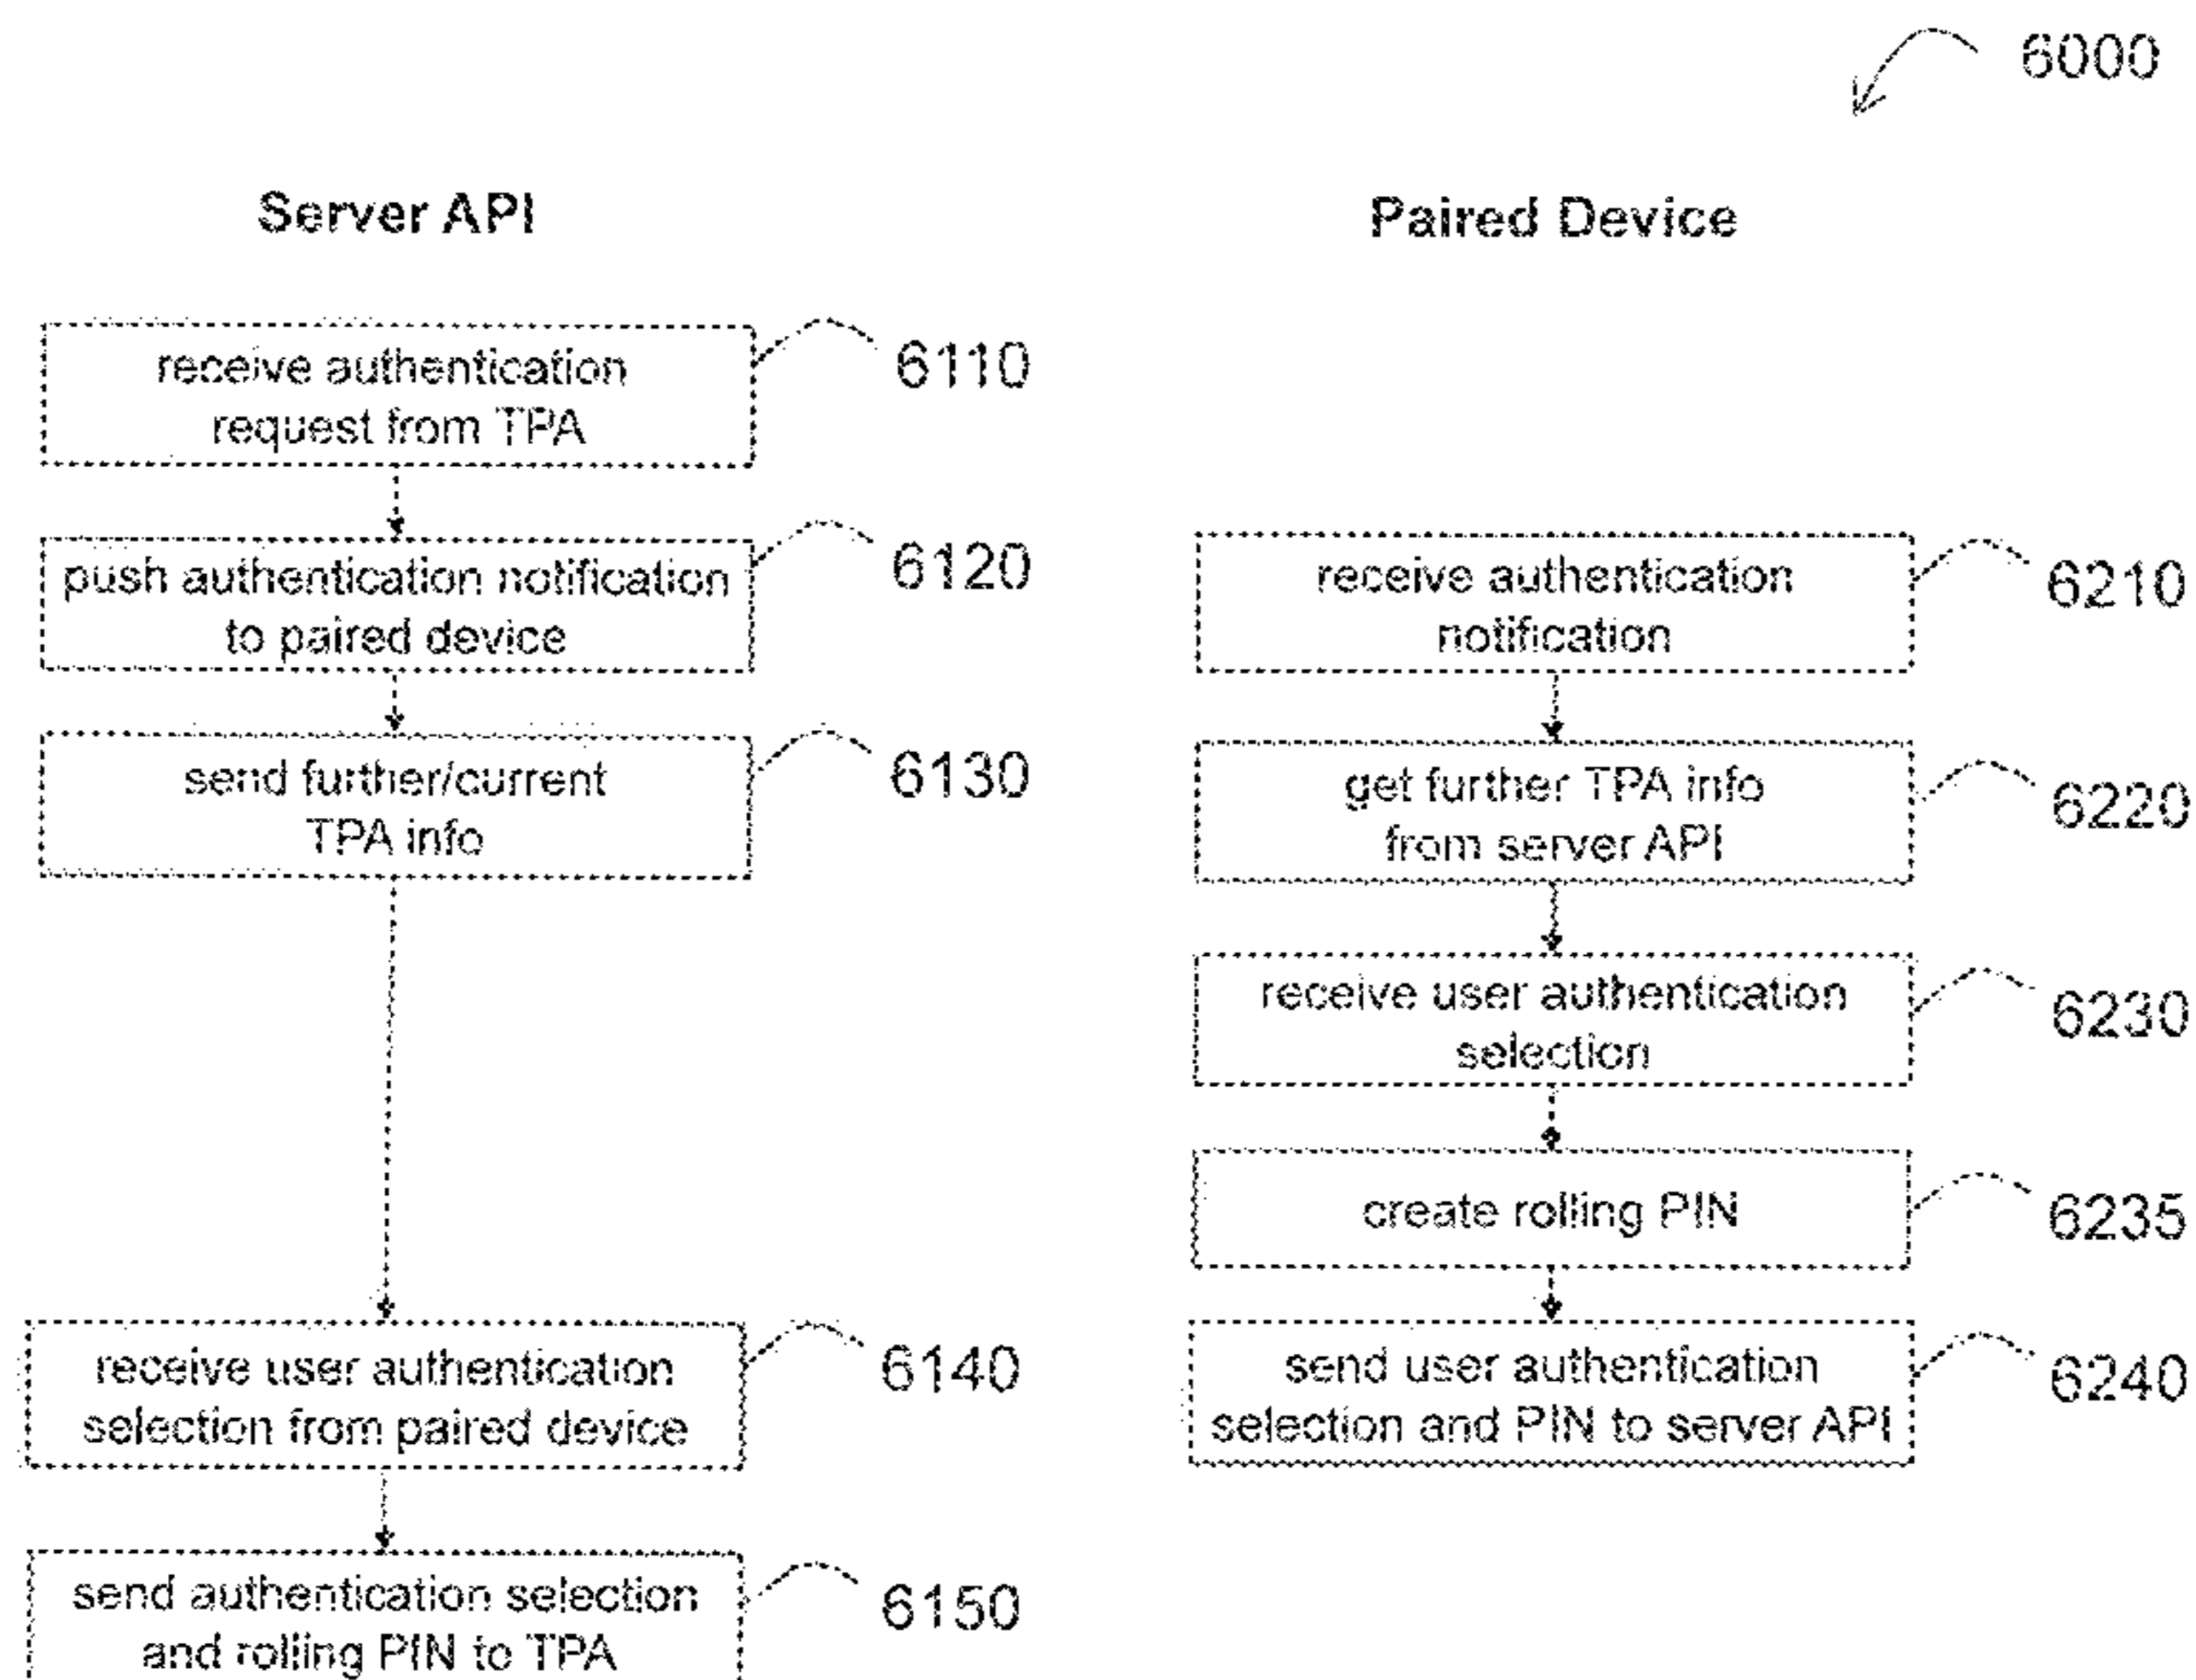 6000
Server API
Paired Device
receive authentication
request from TPA
6110
push authentication notification
to paired device
6120
send further/current
TPA info
6130
receive user authentication
selection from paired device
6140
send authentication selection
and rolling PIN to TPA
6150
receive authentication
notification
6210
get further TPA info
from server API
6220
receive user authentication
selection
6230
create rolling PIN
6235
send user authentication
selection and PIN to server API
6240